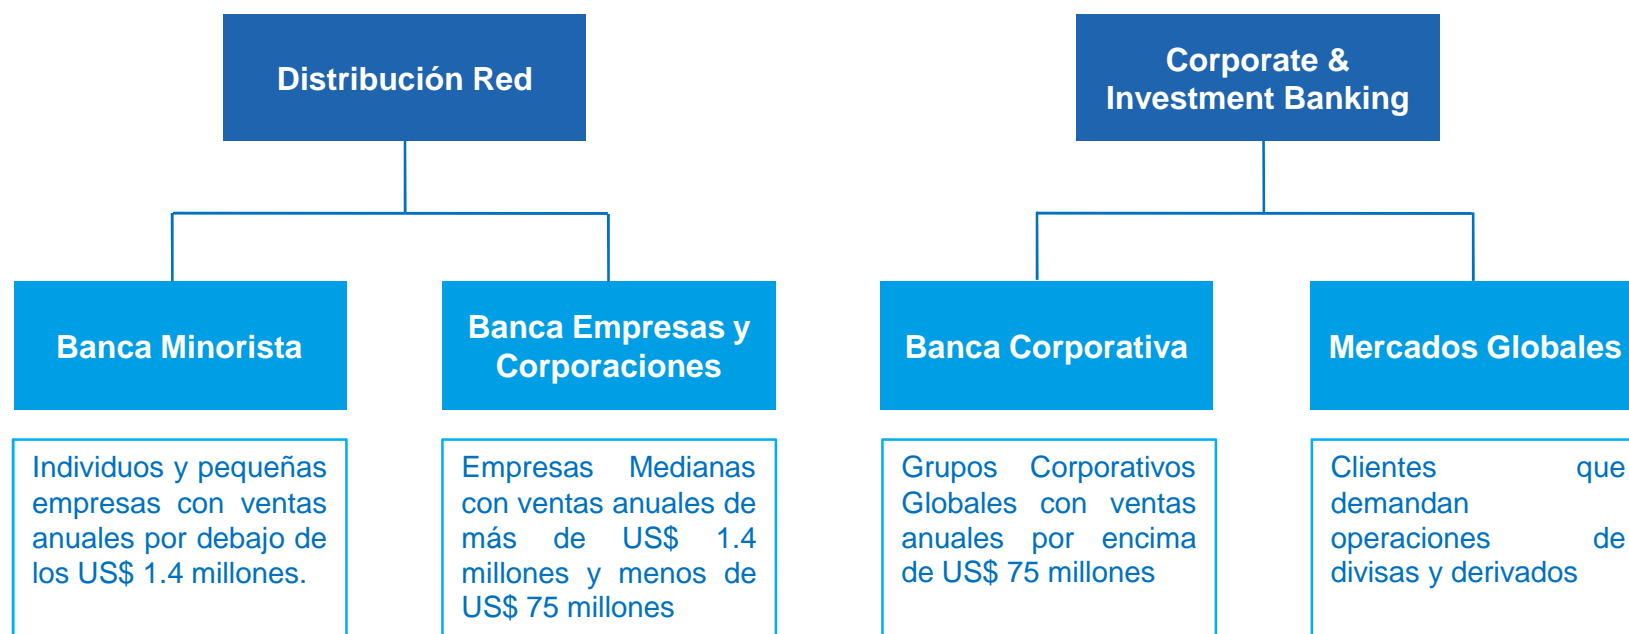 Distribución Red
Corporate &
Investment Banking
Banca Minorista
Banca Empresas y
Corporaciones
Banca Corporativa
Mercados Globales
Individuos y pequeñas
empresas con ventas
anuales por debajo de
los US$ 1.4 millones.
Empresas Medianas
con ventas anuales de
más de US$ 1.4
millones y menos de
US$ 75 millones
Grupos Corporativos
Globales con ventas
anuales por encima
de US$ 75 millones
Clientes que
demandan
operaciones de
divisas y derivados